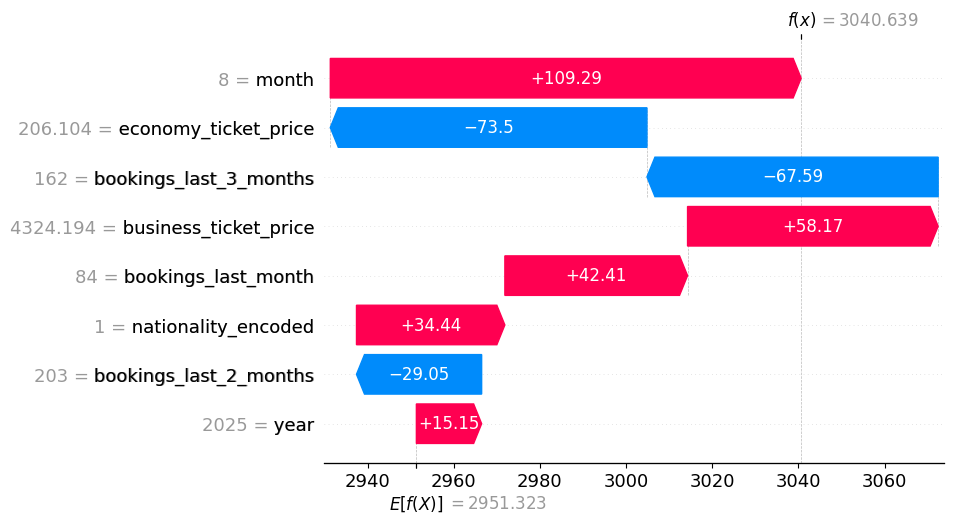 f(x) = 3040.639
8 = month
+109.29
206.104 = economy_ticket_price
−73.5
162 = bookings_last_3_months
−67.59
4324.194 = business_ticket_price
+58.17
84 = bookings_last_month
+42.41
1 = nationality_encoded
+34.44
203 = bookings_last_2_months
−29.05
2025 = year
+15.15
2940 2960 2980 3000 3020 3040 3060
E[f(X)] = 2951.323